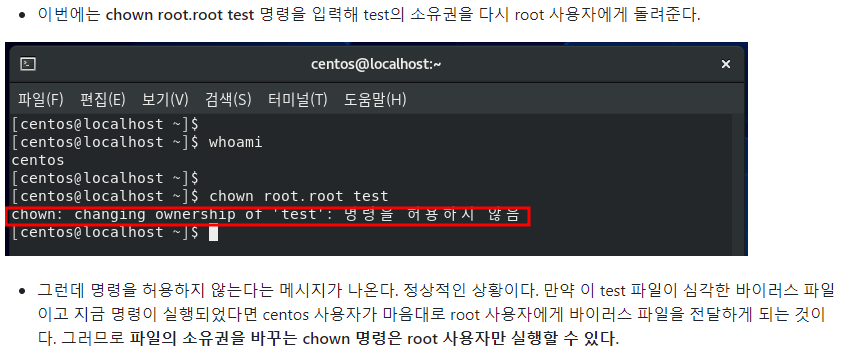 • 이번에는 chown root.root test 명령을 입력해 test의 소유권을 다시 root 사용자에게 돌려준다.
centos@localhost:~ ×
파일(F) 편집(E) 보기(V) 검색(S) 터미널(T) 도움말(H)
[centos@localhost ~]$
[centos@localhost ~]$ whoami
centos
[centos@localhost ~]$
[centos@localhost ~]$ chown root.root test
chown: changing ownership of 'test': 명령을 허용하지 않음
[centos@localhost ~]$
• 그런데 명령을 허용하지 않는다는 메시지가 나온다. 정상적인 상황이다. 만약 이 test 파일이 심각한 바이러스 파일
이고 지금 명령이 실행되었다면 centos 사용자가 마음대로 root 사용자에게 바이러스 파일을 전달하게 되는 것이
다. 그러므로 파일의 소유권을 바꾸는 chown 명령은 root 사용자만 실행할 수 있다.